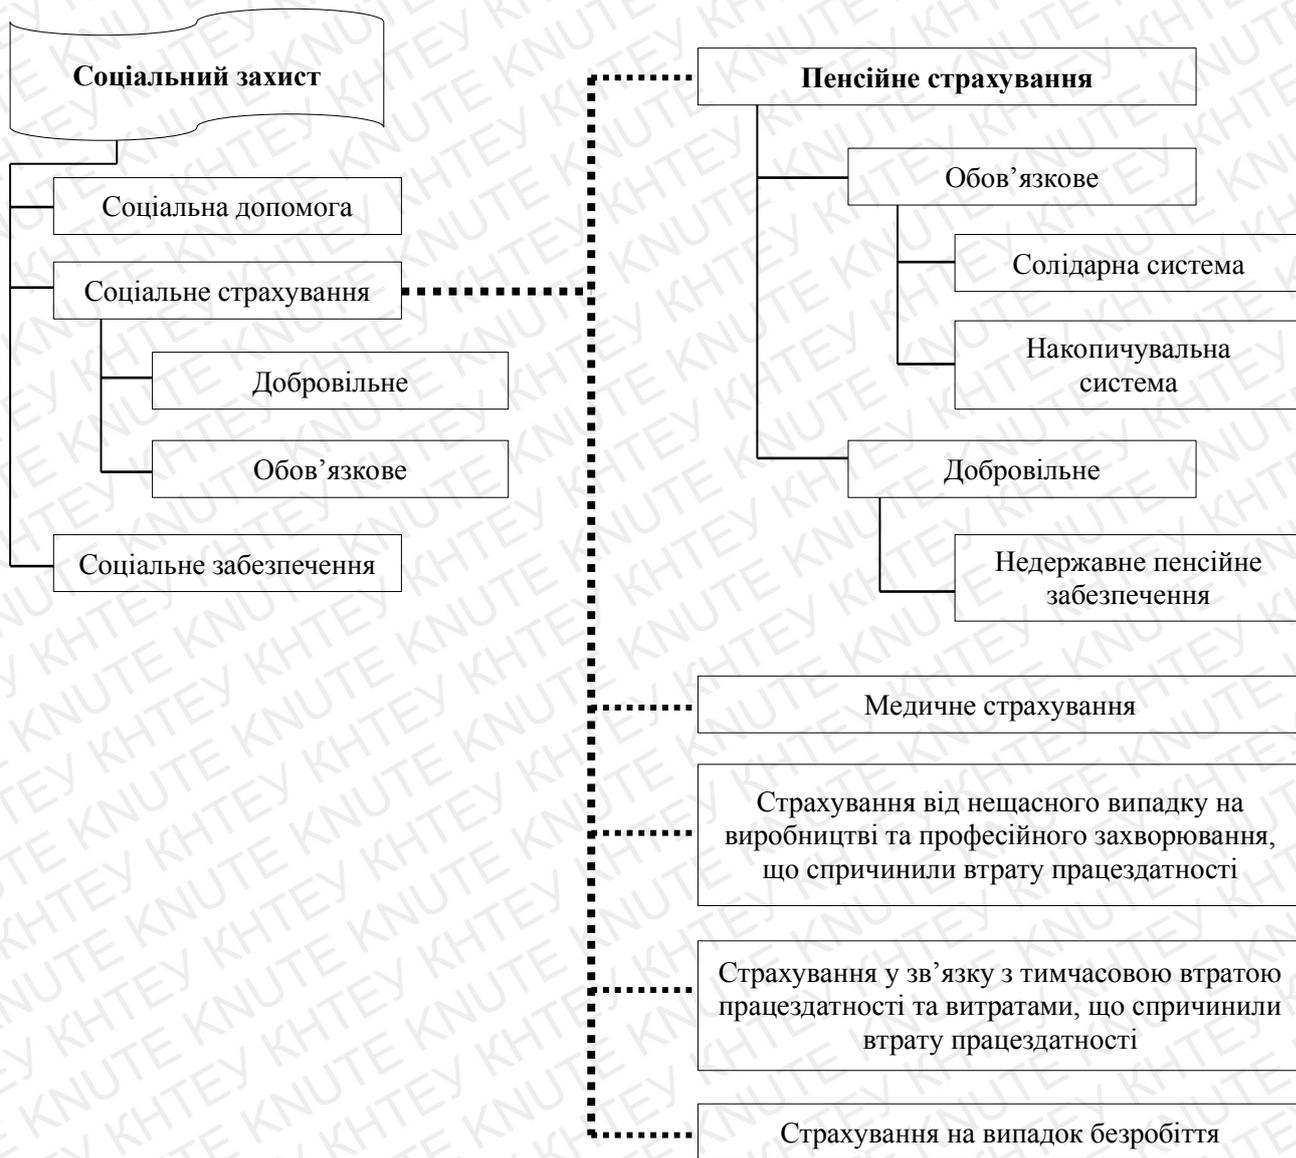 Соціальний захист
Соціальна допомога
Соціальне страхування
Добровільне
Обов’язкове
Соціальне забезпечення
Пенсійне страхування
Обов’язкове
Солідарна система
Накопичувальна
система
Добровільне
Недержавне пенсійне
забезпечення
Медичне страхування
Страхування від нещасного випадку на
виробництві та професійного захворювання,
що спричинили втрату працездатності
Страхування у зв’язку з тимчасовою втратою
працездатності та витратами, що спричинили
втрату працездатності
Страхування на випадок безробіття